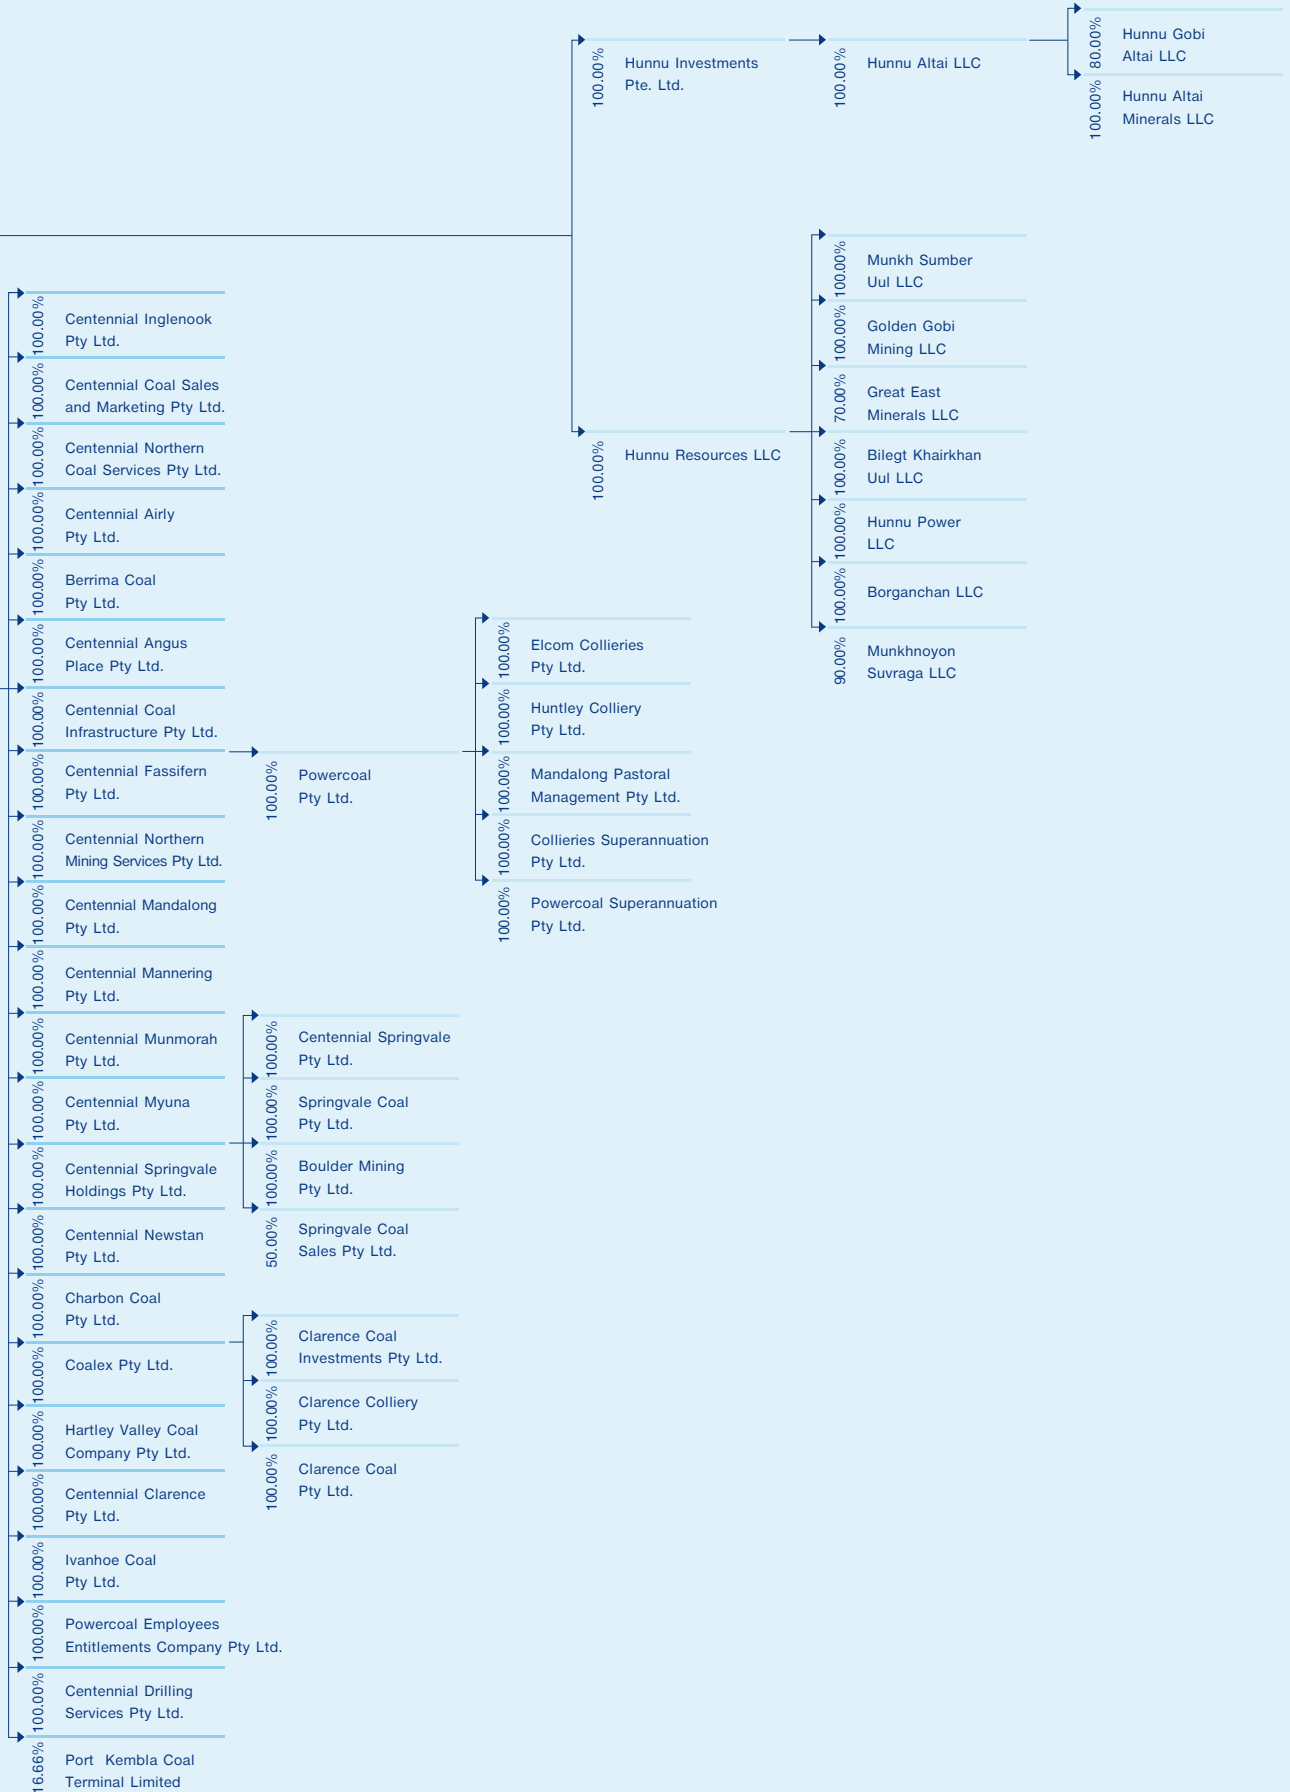 100.00%
Hunnu Investments
Pte. Ltd.
100.00%
Hunnu Altai LLC
80.00%
Hunnu Gobi
Altai LLC
100.00%
Hunnu Altai
Minerals LLC
100.00%
Hunnu Resources LLC
100.00%
Munkh Sumber
Uul LLC
100.00%
Golden Gobi
Mining LLC
70.00%
Great East
Minerals LLC
100.00%
Bilegt Khairkhan
Uul LLC
100.00%
Hunnu Power
LLC
100.00%
Borganchan LLC
90.00%
Munkhnoyon
Suvraga LLC
100.00%
Centennial Inglenook
Pty Ltd.
100.00%
Centennial Coal Sales
and Marketing Pty Ltd.
100.00%
Centennial Northern
Coal Services Pty Ltd.
100.00%
Centennial Airly
Pty Ltd.
100.00%
Berrima Coal
Pty Ltd.
100.00%
Centennial Angus
Place Pty Ltd.
100.00%
Centennial Coal
Infrastructure Pty Ltd.
100.00%
Centennial Fassifern
Pty Ltd.
100.00%
Powercoal
Pty Ltd.
100.00%
Elcom Collieries
Pty Ltd.
100.00%
Huntley Colliery
Pty Ltd.
100.00%
Mandalong Pastoral
Management Pty Ltd.
100.00%
Collieries Superannuation
Pty Ltd.
100.00%
Powercoal Superannuation
Pty Ltd.
100.00%
Centennial Northern
Mining Services Pty Ltd.
100.00%
Centennial Mandalong
Pty Ltd.
100.00%
Centennial Mannering
Pty Ltd.
100.00%
Centennial Munmorah
Pty Ltd.
100.00%
Centennial Myuna
Pty Ltd.
100.00%
Centennial Springvale
Holdings Pty Ltd.
100.00%
Centennial Springvale
Pty Ltd.
100.00%
Springvale Coal
Pty Ltd.
100.00%
Boulder Mining
Pty Ltd.
50.00%
Springvale Coal
Sales Pty Ltd.
100.00%
Centennial Newstan
Pty Ltd.
100.00%
Charbon Coal
Pty Ltd.
100.00%
Coalex Pty Ltd.
100.00%
Clarence Coal
Investments Pty Ltd.
100.00%
Clarence Colliery
Pty Ltd.
100.00%
Clarence Coal
Pty Ltd.
100.00%
Hartley Valley Coal
Company Pty Ltd.
100.00%
Centennial Clarence
Pty Ltd.
100.00%
Ivanhoe Coal
Pty Ltd.
100.00%
Powercoal Employees
Entitlements Company Pty Ltd.
100.00%
Centennial Drilling
Services Pty Ltd.
16.66%
Port Kembla Coal
Terminal Limited